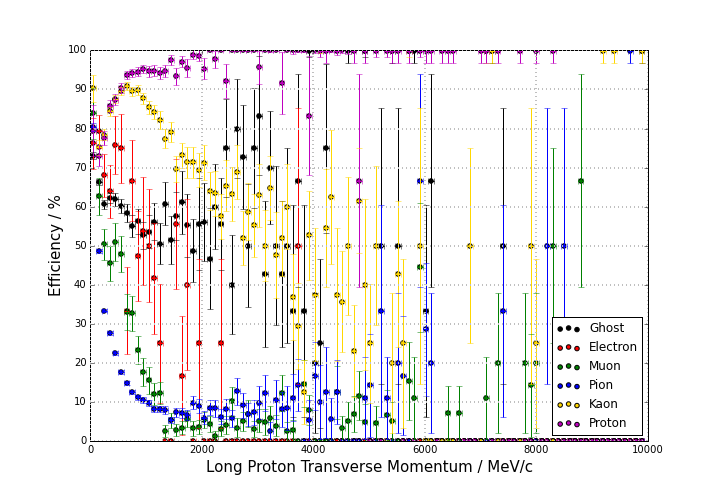 100
90
80
70
60
50
40
30
20
10
0
Efficiency / %
0 2000 4000 6000 8000 10000
Long Proton Transverse Momentum / MeV/c
Ghost
Electron
Muon
Pion
Kaon
Proton